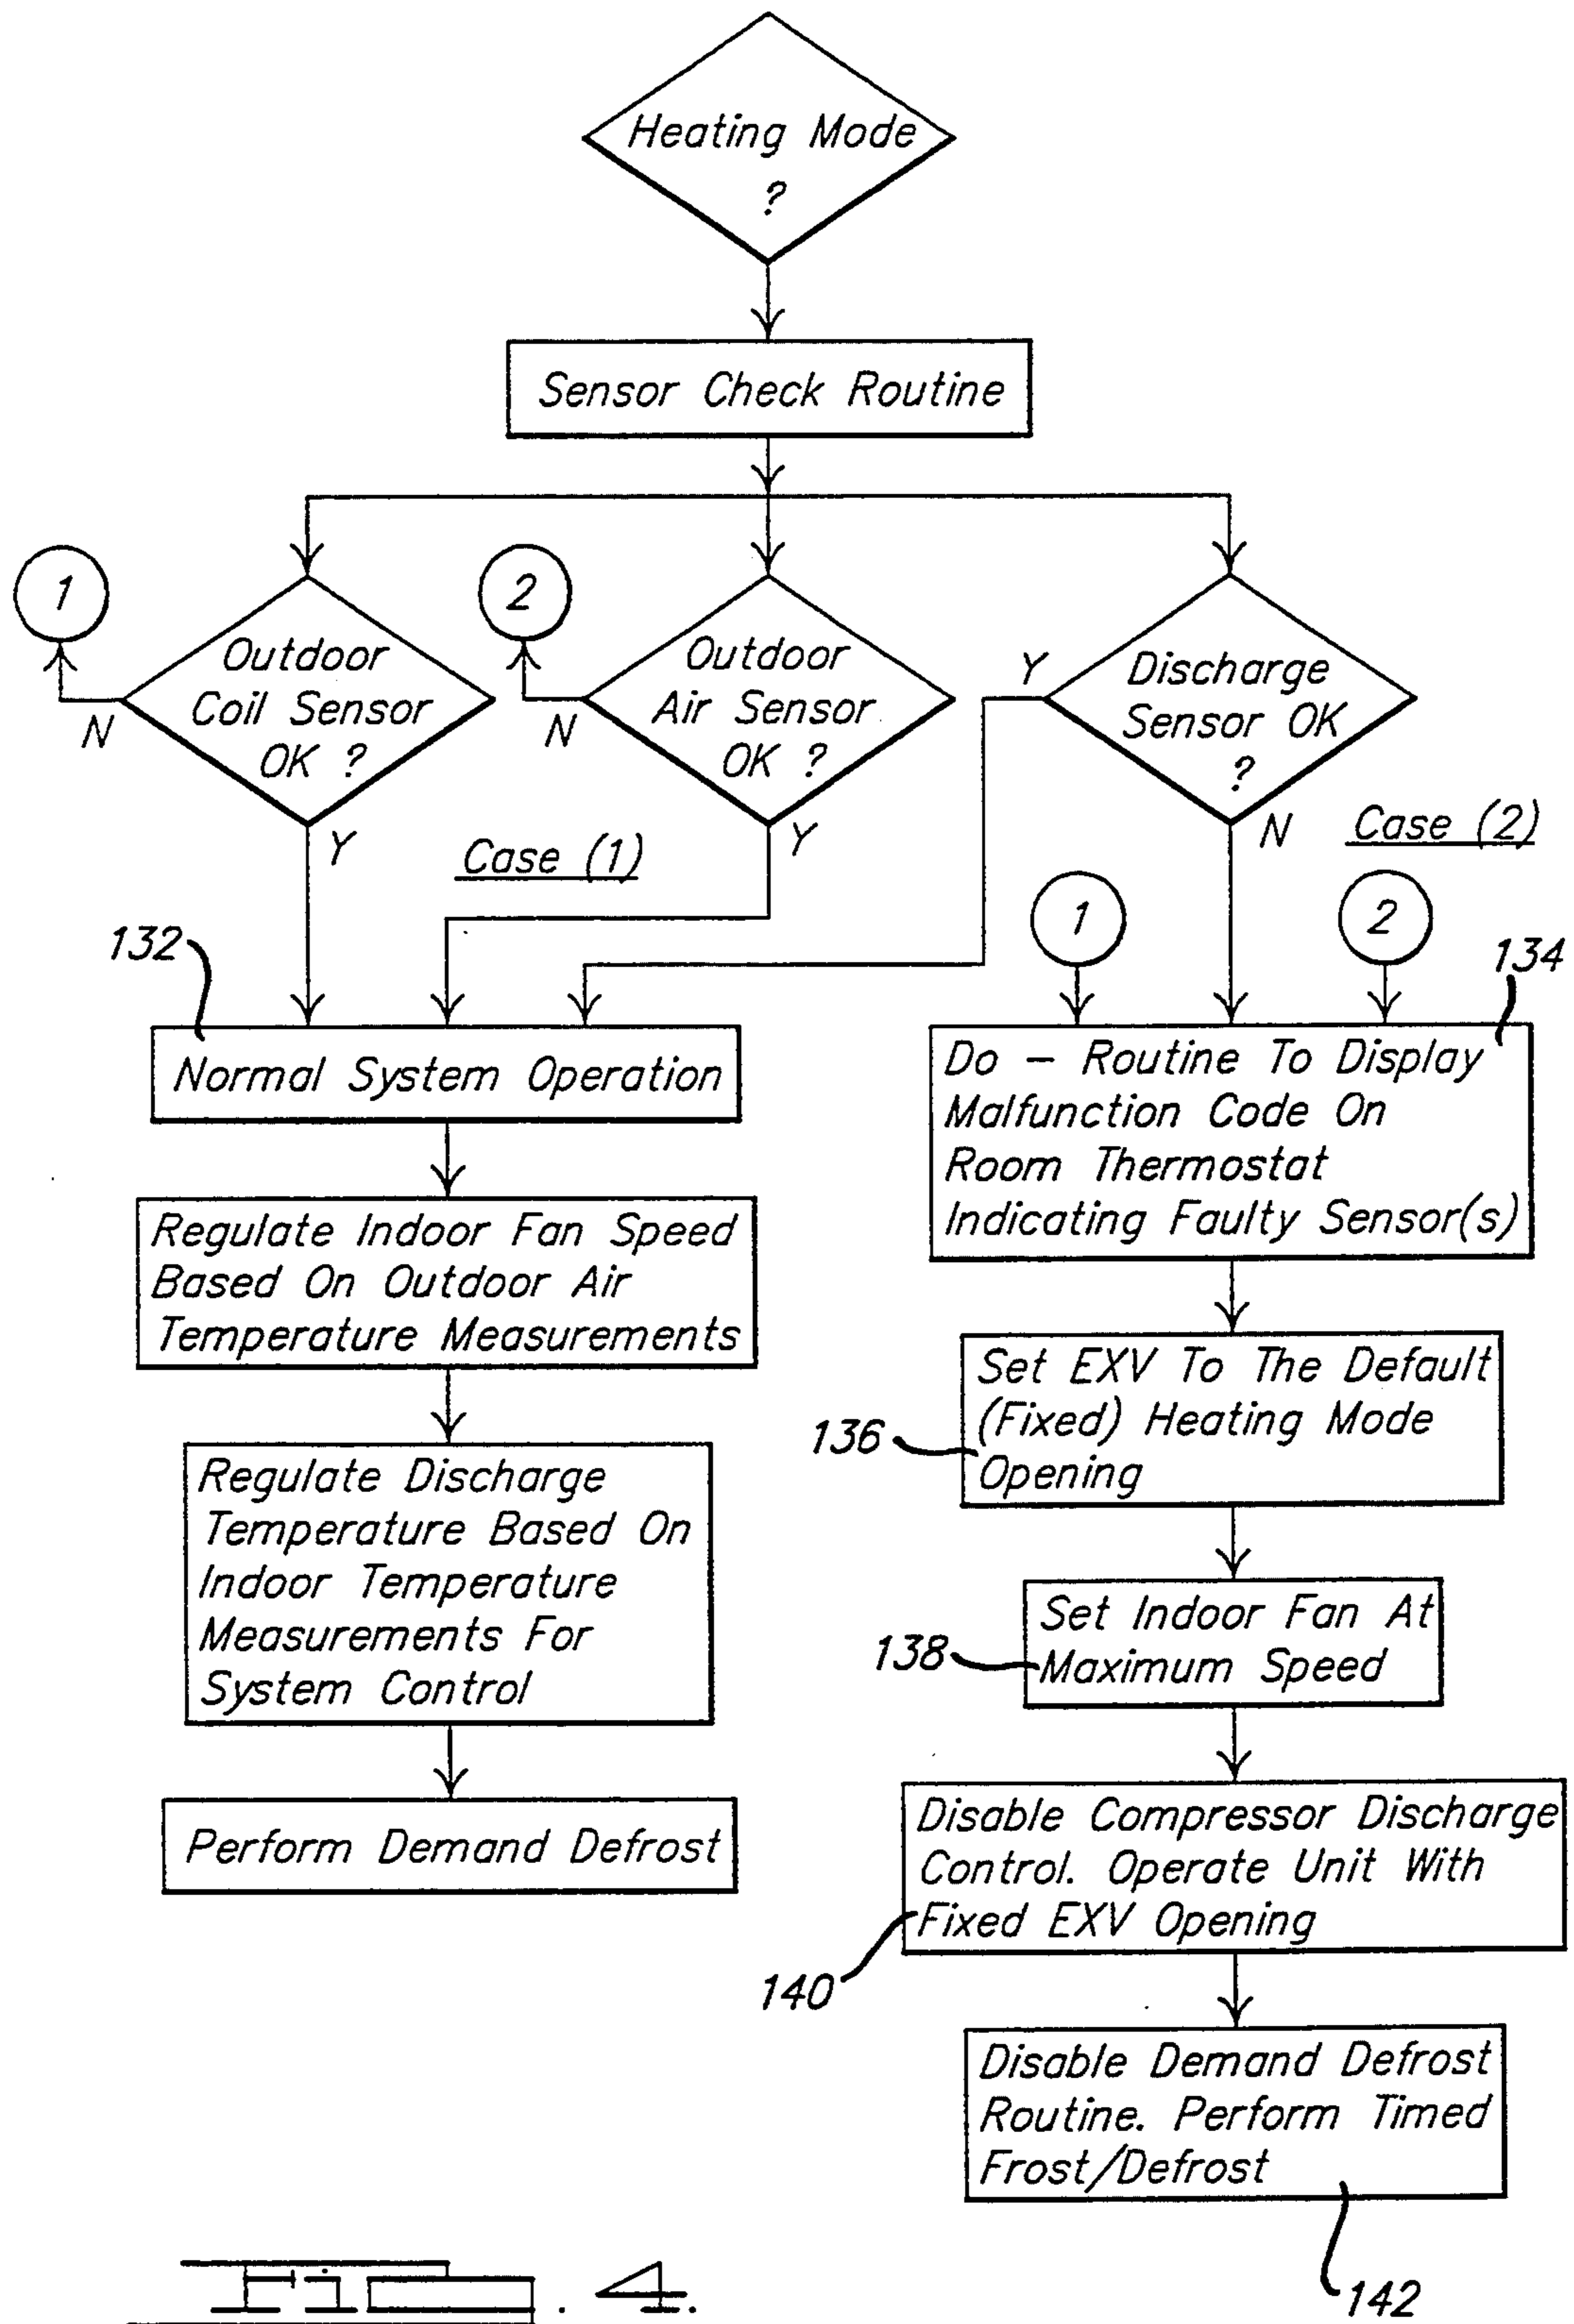 Heating Mode
?
Sensor Check Routine
1
2
Outdoor
Coil Sensor
OK ?
N
Y
Outdoor
Air Sensor
OK ?
N
Y
Discharge
Sensor OK
?
Y
N
Case (1)
Case (2)
1
2
132
134
Normal System Operation
Do – Routine To Display
Malfunction Code On
Room Thermostat
Indicating Faulty Sensor(s)
Regulate Indoor Fan Speed
Based On Outdoor Air
Temperature Measurements
Set EXV To The Default
(Fixed) Heating Mode
Opening
136
Regulate Discharge
Temperature Based On
Indoor Temperature
Measurements For
System Control
Set Indoor Fan At
Maximum Speed
138
Perform Demand Defrost
Disable Compressor Discharge
Control. Operate Unit With
Fixed EXV Opening
140
Disable Demand Defrost
Routine. Perform Timed
Frost/Defrost
142
FIG. 4.